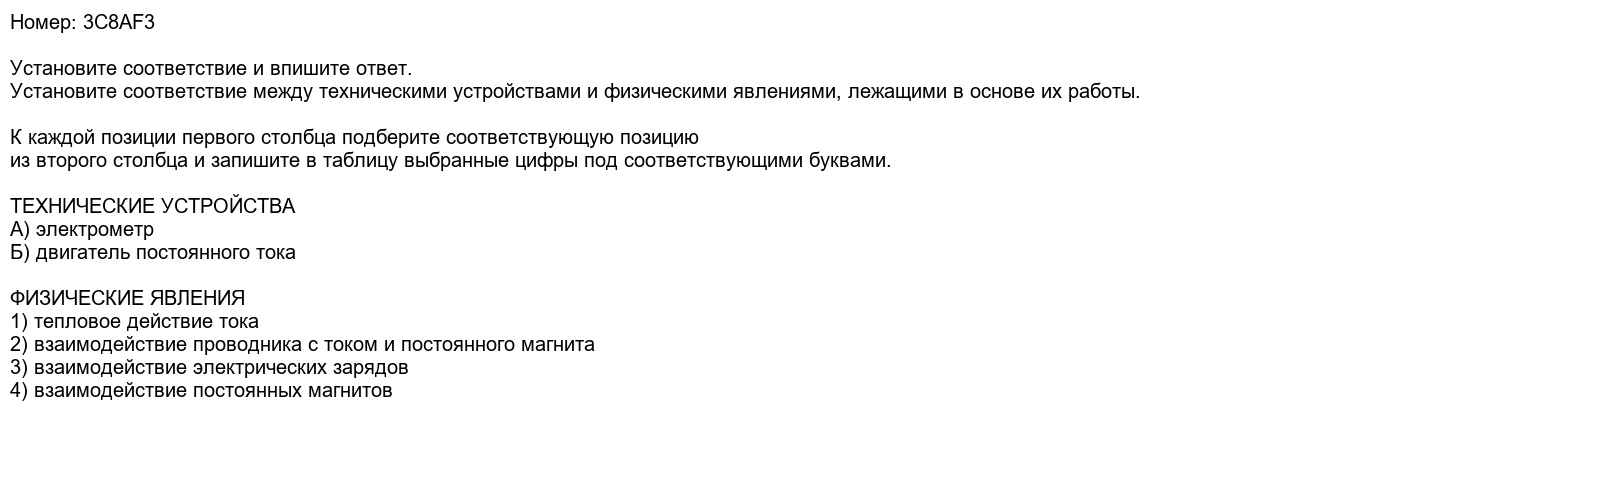 Номер: 3C8AF3
Установите соответствие и впишите ответ.
Установите соответствие между техническими устройствами и физическими явлениями, лежащими в основе их работы.
К каждой позиции первого столбца подберите соответствующую позицию
из второго столбца и запишите в таблицу выбранные цифры под соответствующими буквами.
ТЕХНИЧЕСКИЕ УСТРОЙСТВА
А) электрометр
Б) двигатель постоянного тока
ФИЗИЧЕСКИЕ ЯВЛЕНИЯ
1) тепловое действие тока
2) взаимодействие проводника с током и постоянного магнита
3) взаимодействие электрических зарядов
4) взаимодействие постоянных магнитов